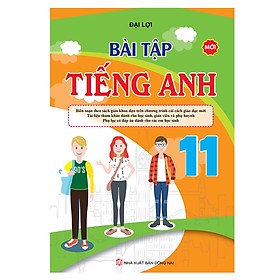 ĐẠI LỢI
BÀI TẬP
MỚI
TIẾNG ANH
Biên soạn theo sách giáo khoa dựa trên chương trình cải cách giáo dục mới
Tài liệu tham khảo dành cho học sinh, giáo viên và phụ huynh
Phụ lục có đáp án dành cho các em học sinh
11
NHÀ XUẤT BẢN ĐỒNG NAI